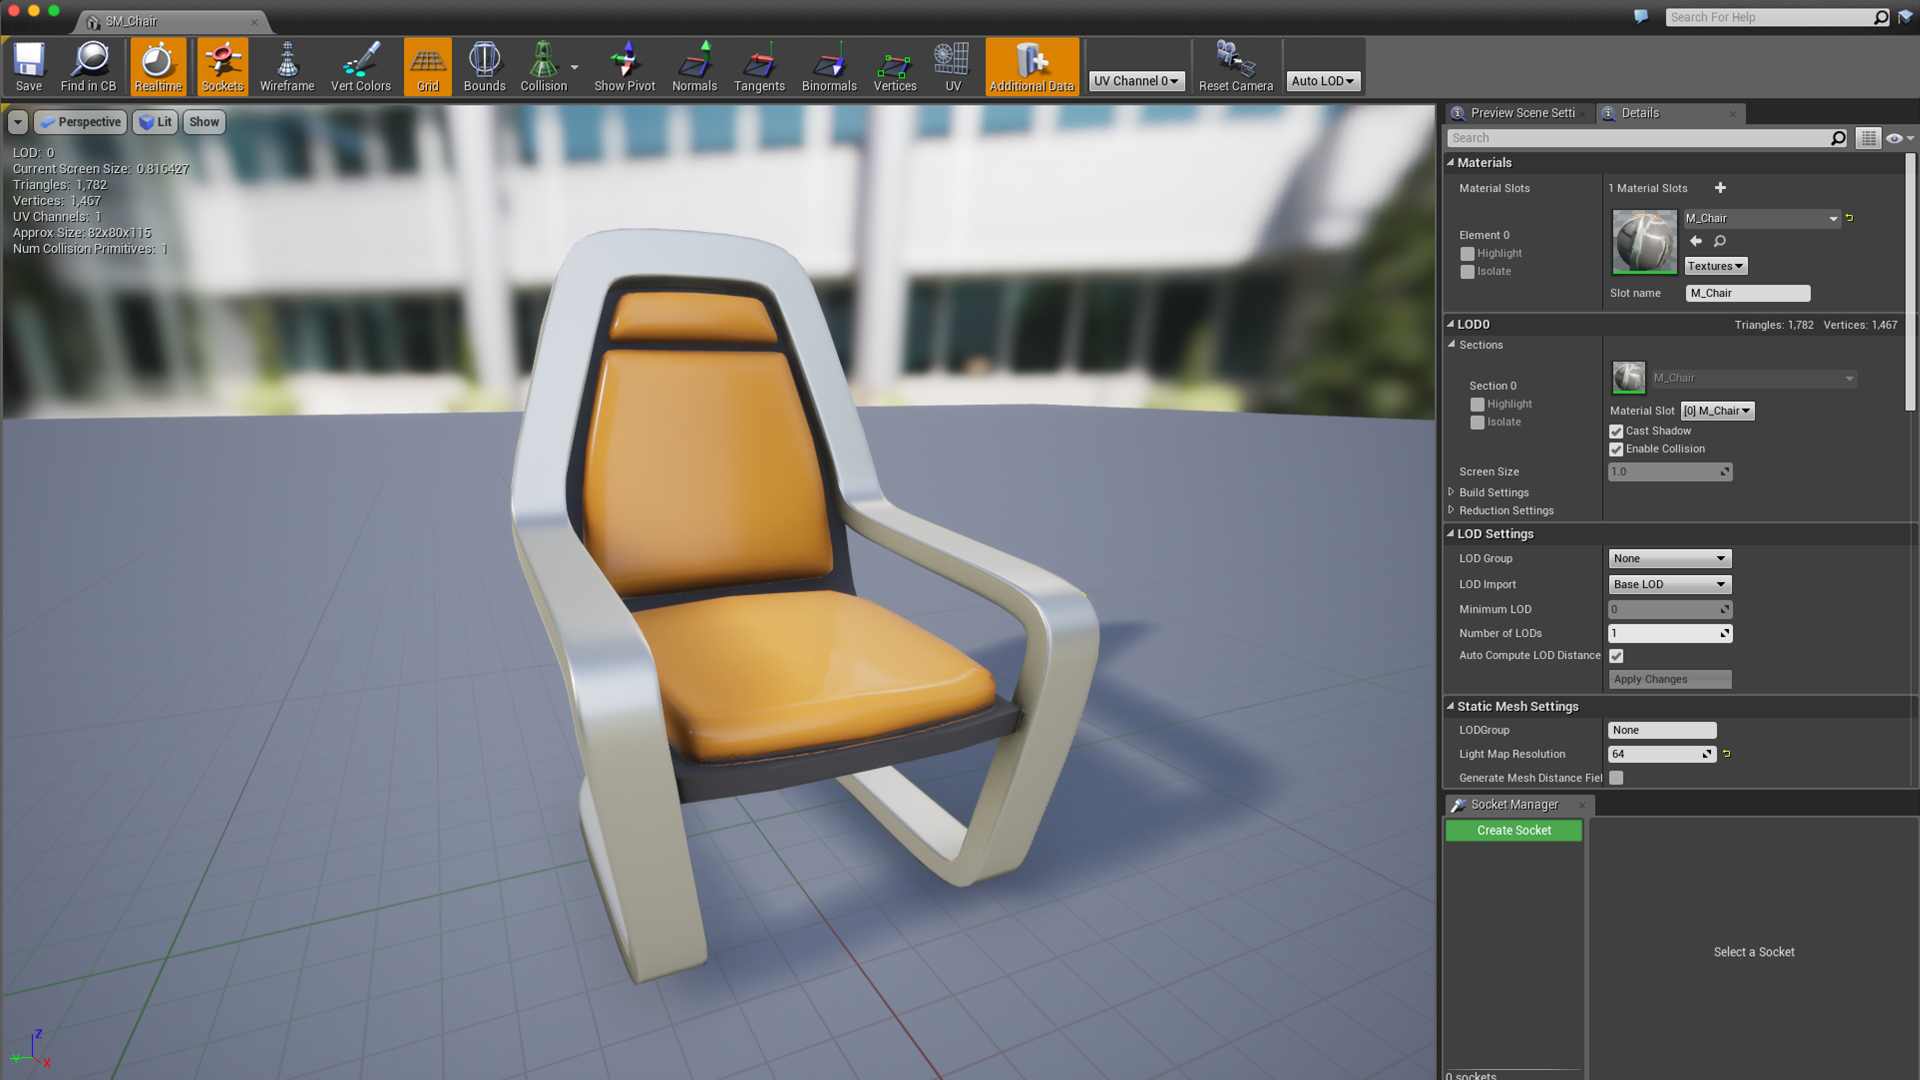 SM_Chair
Search For Help
Save
Find in CB
Realtime
Sockets
Wireframe
Vert Colors
Grid
Bounds
Collision
Show Pivot
Normals
Tangents
Binormals
Vertices
UV
Additional Data
UV Channel 0
Reset Camera
Auto LOD
Perspective
Lit
Show
LOD: 0
Current Screen Size: 0.816427
Triangles: 1,782
Vertices: 1,467
UV Channels: 1
Approx Size: 82x80x115
Num Collision Primitives: 1
Z
Y
X
Preview Scene Setti
Details
Search
Materials
Material Slots
1 Material Slots
M_Chair
Element 0
Highlight
Isolate
Textures
Slot name
M_Chair
LOD0
Triangles: 1,782 Vertices: 1,467
Sections
M_Chair
Section 0
Highlight
Isolate
Material Slot
[0] M_Chair
Cast Shadow
Enable Collision
Screen Size
1.0
Build Settings
Reduction Settings
LOD Settings
LOD Group
None
LOD Import
Base LOD
Minimum LOD
0
Number of LODs
1
Auto Compute LOD Distance
Apply Changes
Static Mesh Settings
LODGroup
None
Light Map Resolution
64
Generate Mesh Distance Fiel
Socket Manager
Create Socket
Select a Socket
0 sockets